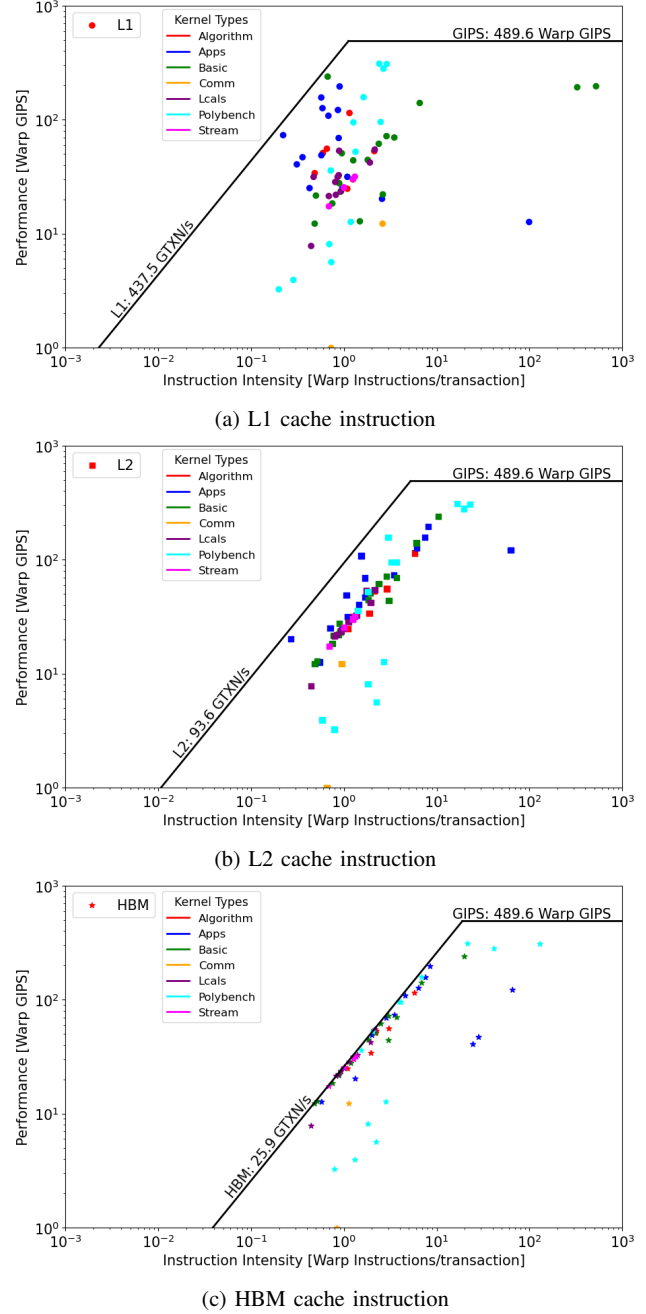 L1
Kernel Types
Algorithm
Apps
Basic
Comm
Lcals
Polybench
Stream
GIPS: 489.6 Warp GIPS
L1: 437.5 GTXN/s
Performance [Warp GIPS]
10³
10²
10¹
10⁰
10⁻³ 10⁻² 10⁻¹ 10⁰ 10¹ 10² 10³
Instruction Intensity [Warp Instructions/transaction]
(a) L1 cache instruction
L2
Kernel Types
Algorithm
Apps
Basic
Comm
Lcals
Polybench
Stream
GIPS: 489.6 Warp GIPS
L2: 93.6 GTXN/s
Performance [Warp GIPS]
10³
10²
10¹
10⁰
10⁻³ 10⁻² 10⁻¹ 10⁰ 10¹ 10² 10³
Instruction Intensity [Warp Instructions/transaction]
(b) L2 cache instruction
HBM
Kernel Types
Algorithm
Apps
Basic
Comm
Lcals
Polybench
Stream
GIPS: 489.6 Warp GIPS
HBM: 25.9 GTXN/s
Performance [Warp GIPS]
10³
10²
10¹
10⁰
10⁻³ 10⁻² 10⁻¹ 10⁰ 10¹ 10² 10³
Instruction Intensity [Warp Instructions/transaction]
(c) HBM cache instruction